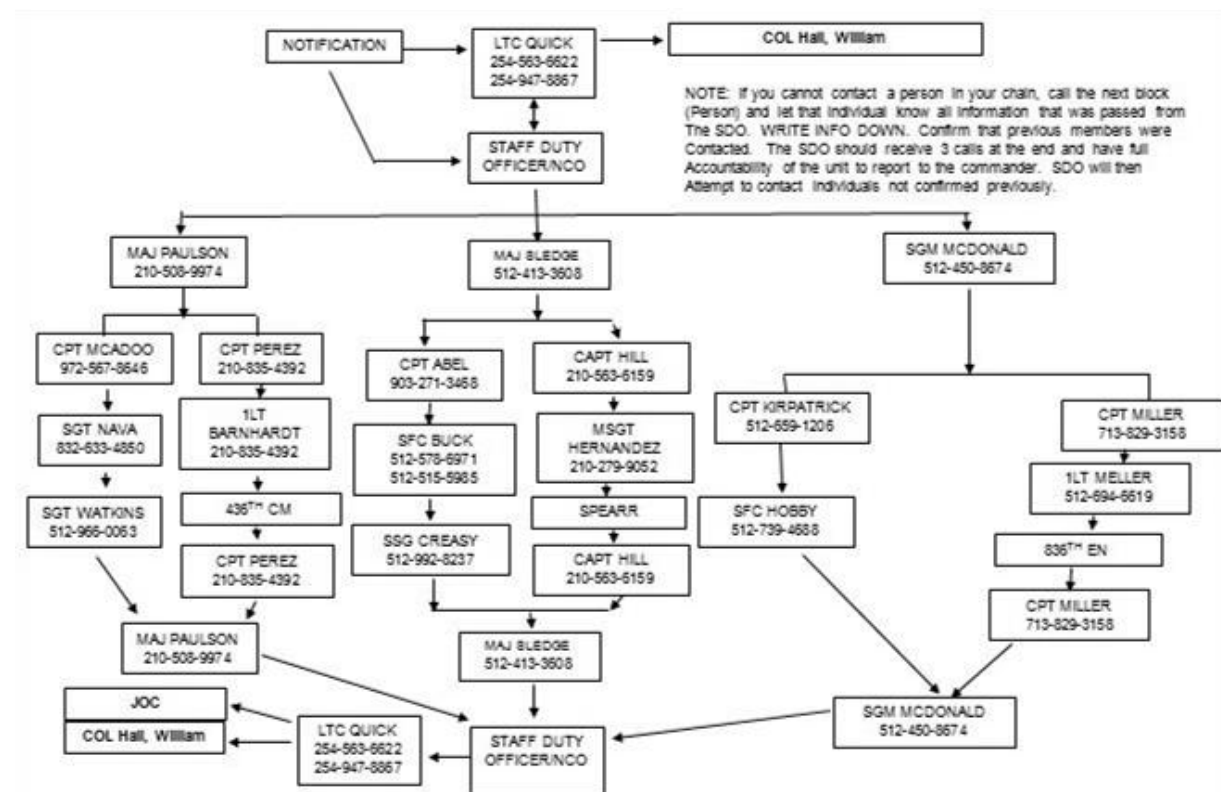 NOTIFICATION
LTC QUICK
254-563-6622
254-947-8867
COL Hall, William
NOTE: If you cannot contact a person in your chain, call the next block
(Person) and let that individual know all information that was passed from
The SDO. WRITE INFO DOWN. Confirm that previous members were
Contacted. The SDO should receive 3 calls at the end and have full
Accountability of the unit to report to the commander. SDO will then
Attempt to contact individuals not confirmed previously.
STAFF DUTY
OFFICER/NCO
MAJ PAULSON
210-508-9974
MAJ SLEDGE
512-413-3608
SGM MCDONALD
512-450-8674
CPT MCADOO
972-567-8646
CPT PEREZ
210-835-4392
CPT ABEL
903-271-3468
CAPT HILL
210-563-6159
CPT KIRPATRICK
512-659-1206
CPT MILLER
713-829-3158
SGT NAVA
832-633-4850
1LT
BARNHARDT
210-835-4392
SFC BUCK
512-578-6971
512-515-5985
MSGT
HERNANDEZ
210-279-9052
SFC HOBBY
512-739-4688
1LT MELLER
512-694-6619
SGT WATKINS
512-966-0063
436TH CM
SSG CREASY
512-992-8237
SPEARR
836TH EN
CPT PEREZ
210-835-4392
CAPT HILL
210-563-6159
CPT MILLER
713-829-3158
MAJ PAULSON
210-508-9974
MAJ SLEDGE
512-413-3608
SGM MCDONALD
512-450-8674
JOC
COL Hall, William
LTC QUICK
254-563-6622
254-947-8867
STAFF DUTY
OFFICER/NCO